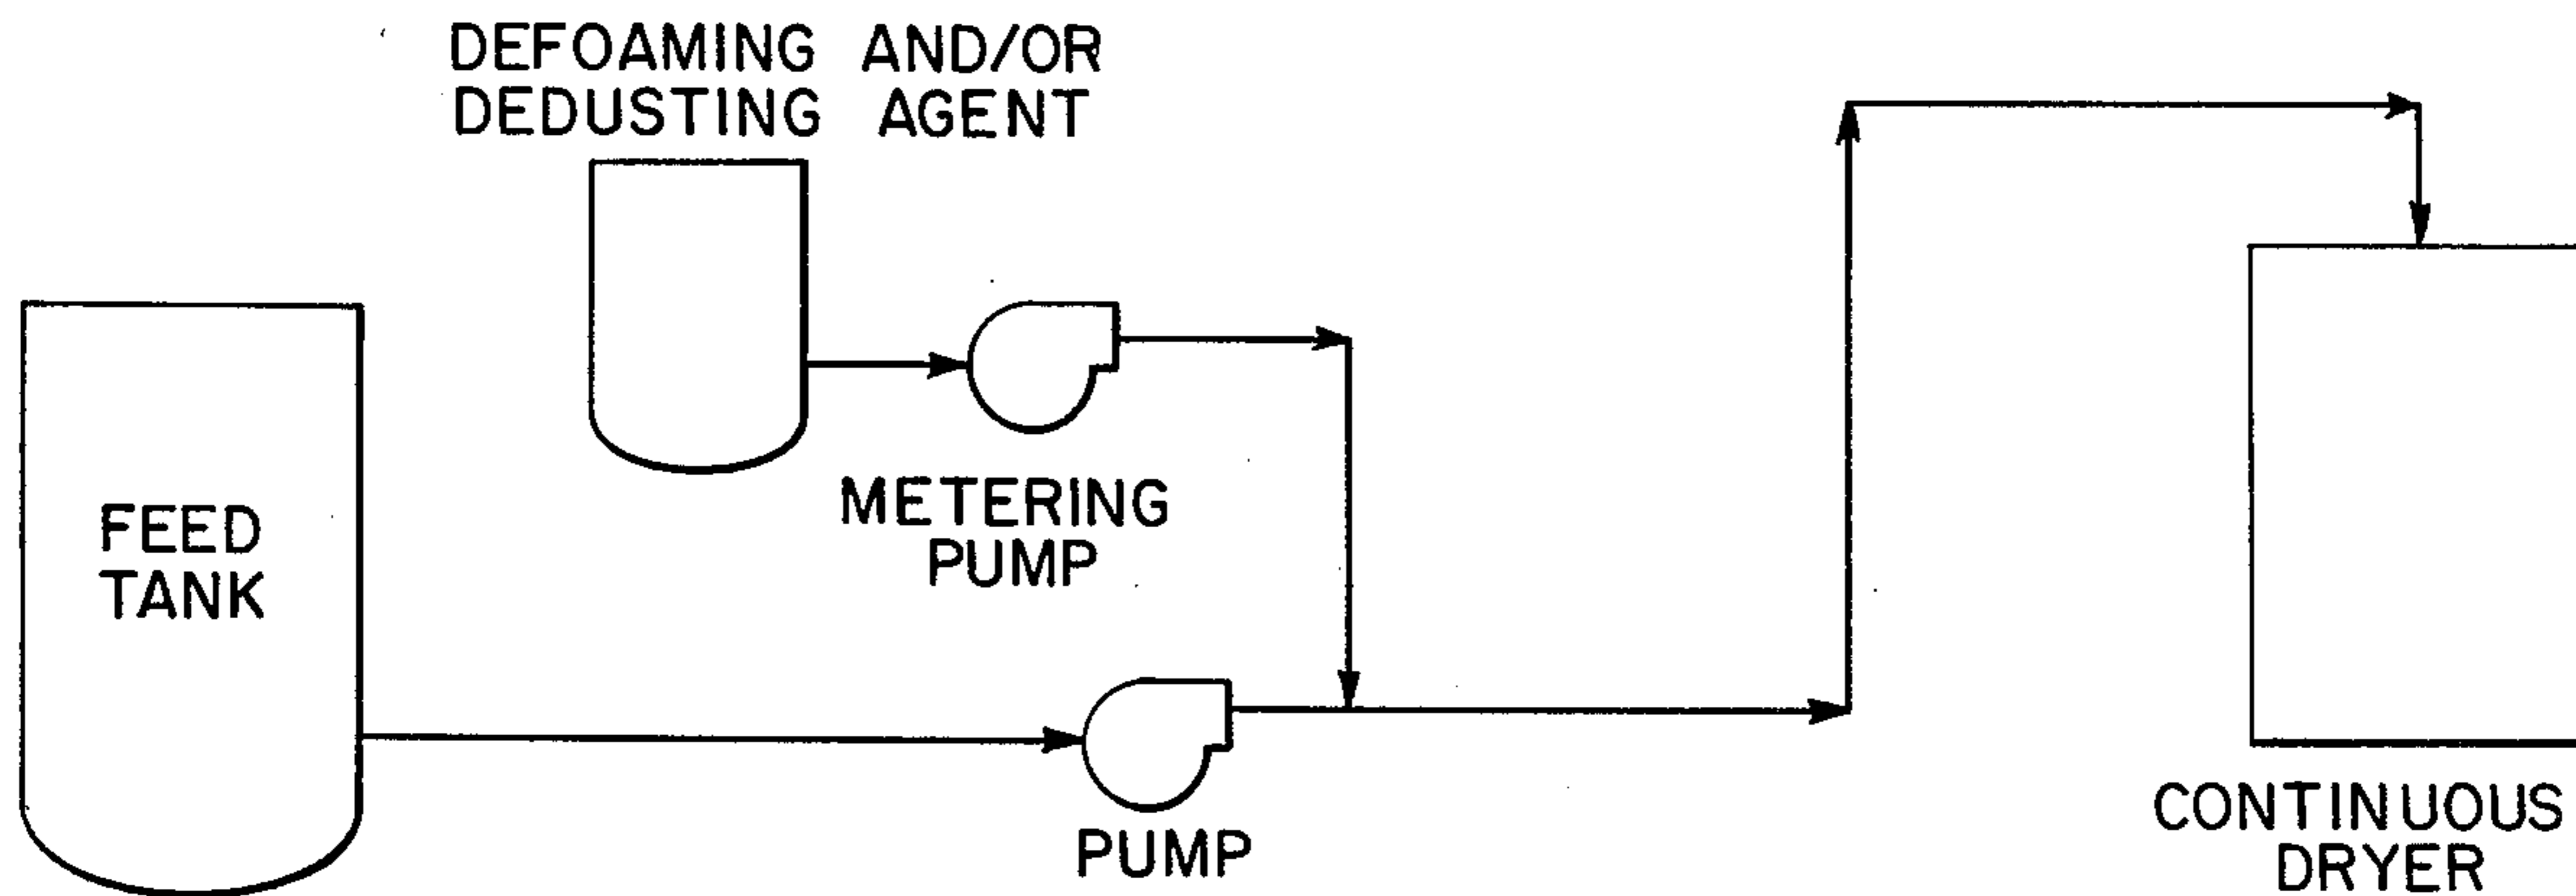 DEFOAMING AND/OR
DEDUSTING AGENT
FEED
TANK
METERING
PUMP
PUMP
CONTINUOUS
DRYER